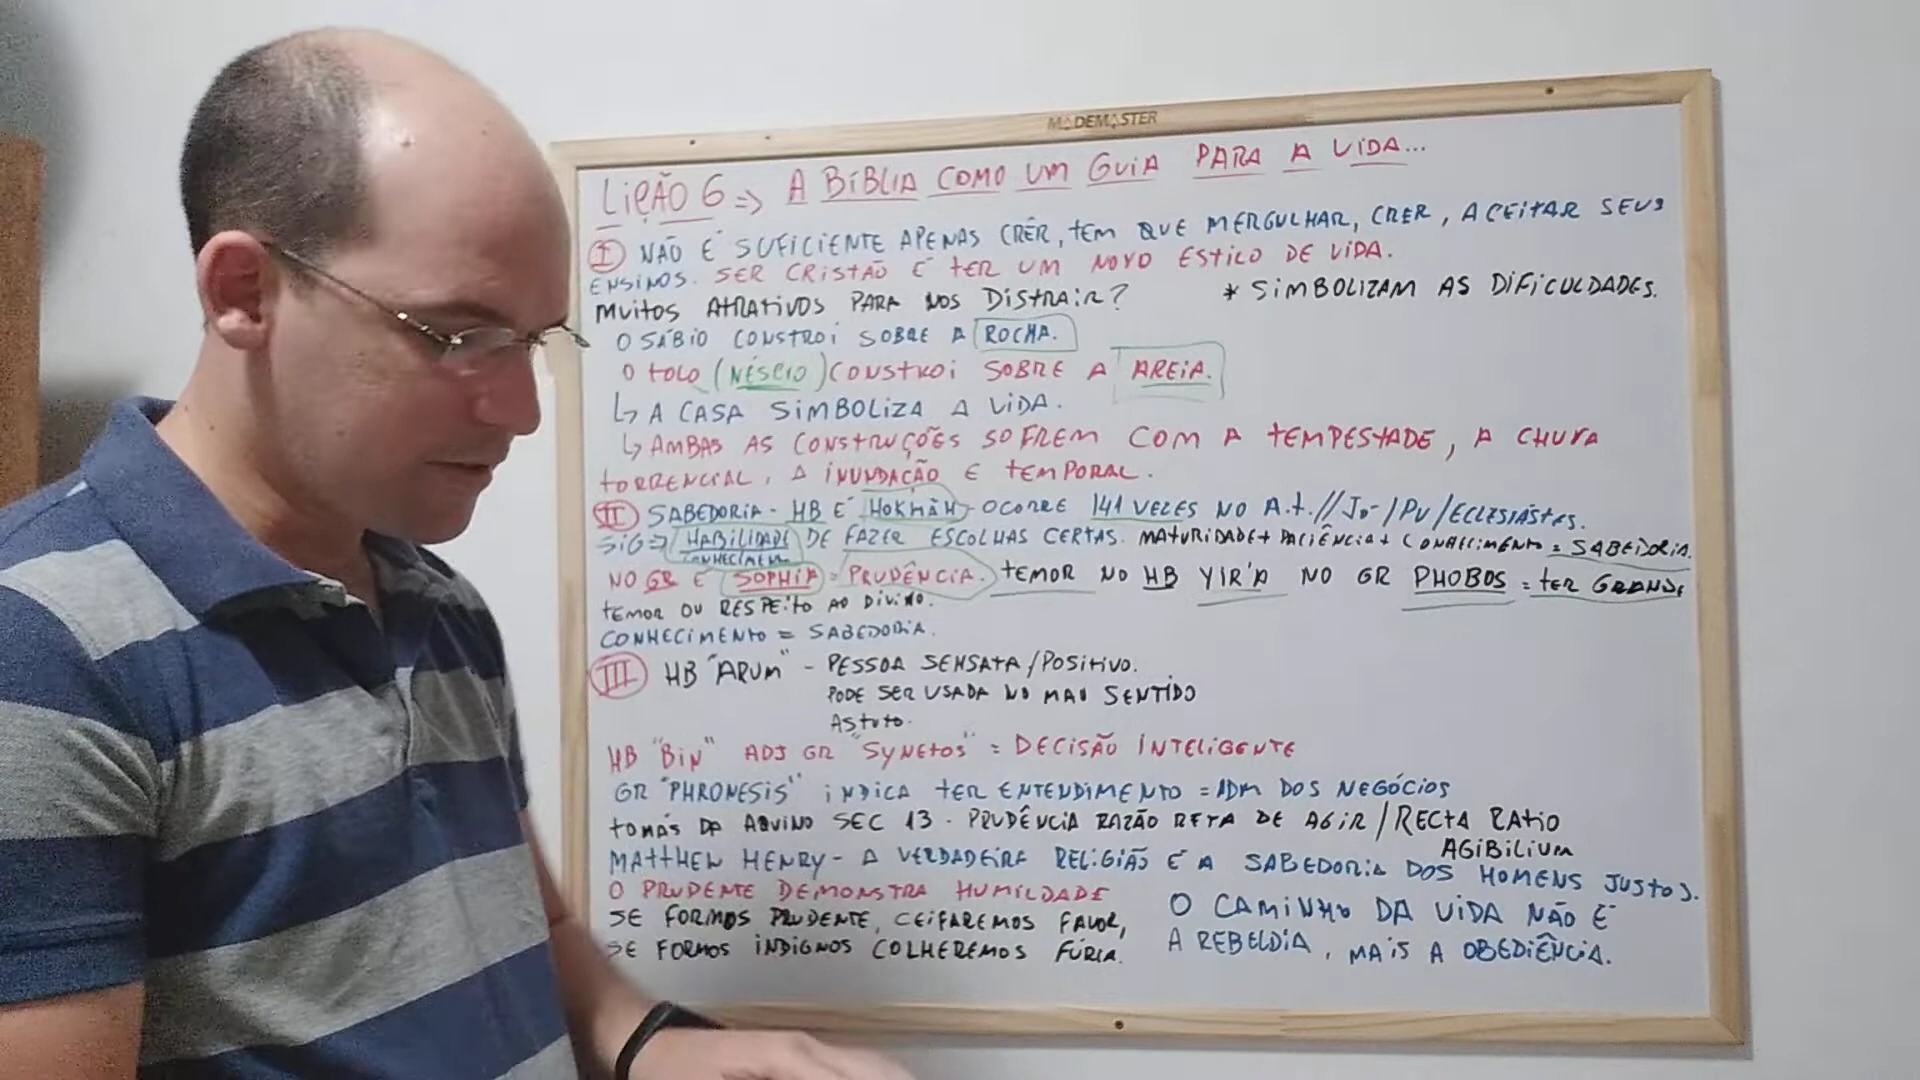 MADEMASTER
LIÇÃO 6 => A BÍBLIA COMO UM GUIA PARA A VIDA...
I NÃO É SUFICIENTE APENAS CRÊR, TEM QUE MERGULHAR, CRER, ACEITAR SEUS
ENSINOS. SER CRISTÃO É TER UM NOVO ESTILO DE VIDA.
MUITOS ATRATIVOS PARA NOS DISTRAIR? * SIMBOLIZAM AS DIFICULDADES.
O SÁBIO CONSTROI SOBRE A ROCHA.
O TOLO (NÉSCIO) CONSTROI SOBRE A AREIA.
↳ A CASA SIMBOLIZA A VIDA.
↳ AMBAS AS CONSTRUÇÕES SOFREM COM A TEMPESTADE, A CHUVA
TORRENCIAL, A INUNDAÇÃO E TEMPORAL.
II SABEDORIA - HB É HOKMÁH - OCORRE 141 VEZES NO A.T. // JÓ - / PV / ECLESIÁSTES.
SIG => HABILIDADE DE FAZER ESCOLHAS CERTAS. MATURIDADE + PACIÊNCIA + CONHECIMENTO = SABEDORIA.
CONHECIMEN
NO GR É SOPHIA = PRUDÊNCIA. TEMOR NO HB YIR'A NO GR PHOBOS = TER GRANDE
TEMOR OU RESPEITO AO DIVINO.
CONHECIMENTO = SABEDORIA.
III HB "ARUM" - PESSOA SENSATA / POSITIVO.
PODE SER USADA NO MAU SENTIDO
ASTUTO.
HB "BIN" ADJ GR "SYNETOS" = DECISÃO INTELIGENTE
GR "PHRONESIS" INDICA TER ENTENDIMENTO = ADM DOS NEGÓCIOS
TOMÁS DA AQUINO SEC 13 - PRUDÊNCIA RAZÃO RETA DE AGIR / RECTA RATIO
AGIBILIUM
MATTHEW HENRY - A VERDADEIRA RELIGIÃO É A SABEDORIA DOS HOMENS JUSTOS.
O PRUDENTE DEMONSTRA HUMILDADE
SE FORMOS PRUDENTE, CEIFAREMOS FAVOR,
SE FORMOS INDIGNOS COLHEREMOS FÚRIA.
O CAMINHO DA VIDA NÃO É
A REBELDIA, MAIS A OBEDIÊNCIA.